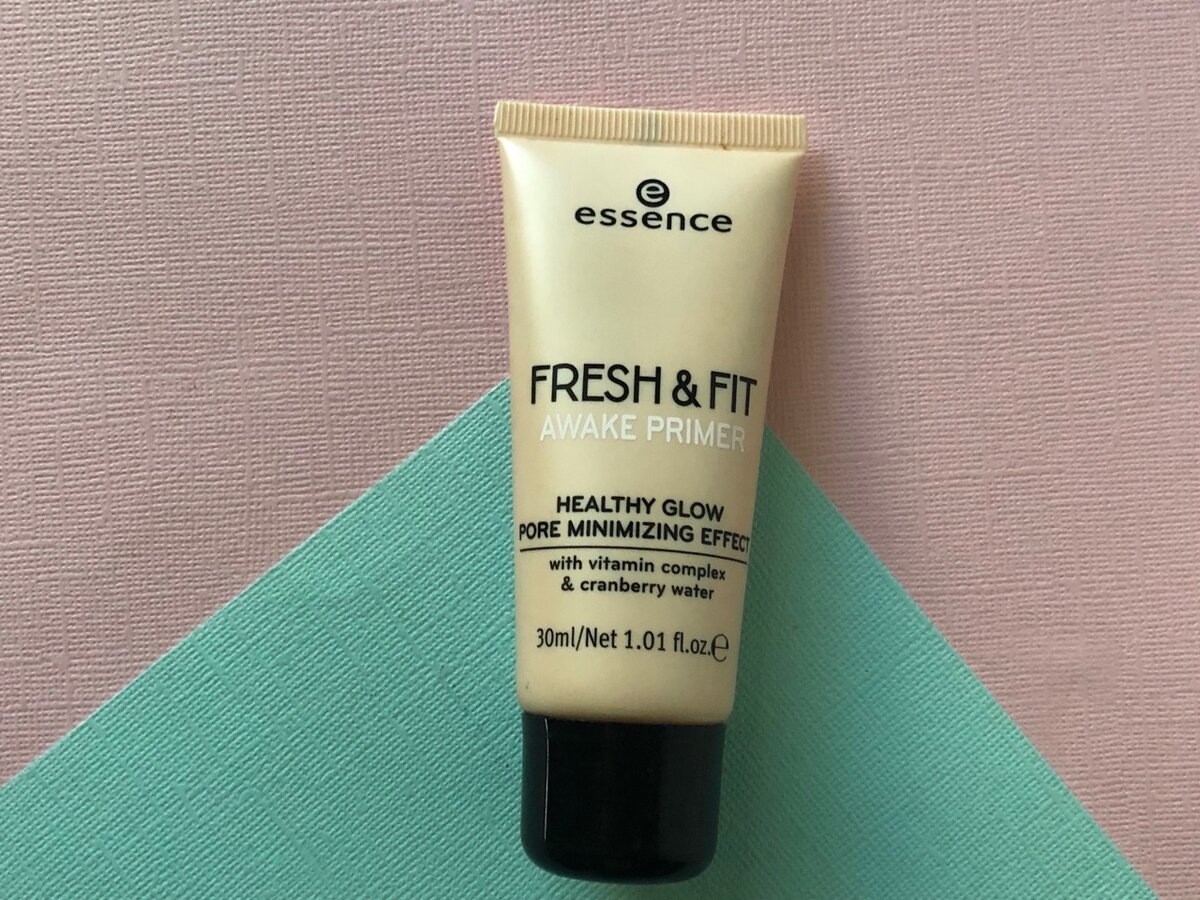 e
essence
FRESH & FIT
AWAKE PRIMER
HEALTHY GLOW
PORE MINIMIZING EFFECT
with vitamin complex
& cranberry water
30ml/Net 1.01 fl.oz.℮